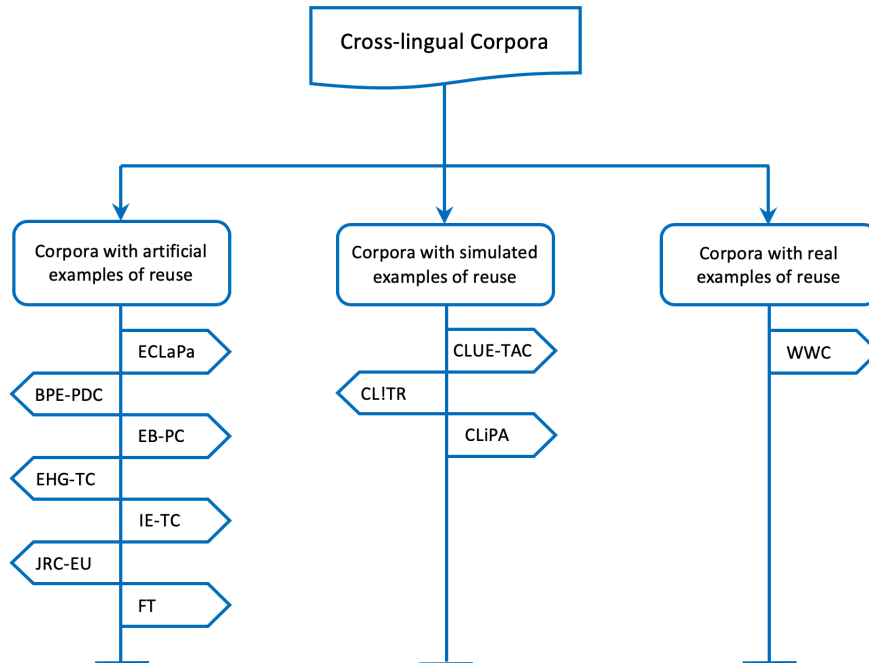 Cross-lingual Corpora
Corpora with artificial
examples of reuse
ECLaPa
BPE-PDC
EB-PC
EHG-TC
IE-TC
JRC-EU
FT
Corpora with simulated
examples of reuse
CLUE-TAC
CL!TR
CLiPA
Corpora with real
examples of reuse
WWC